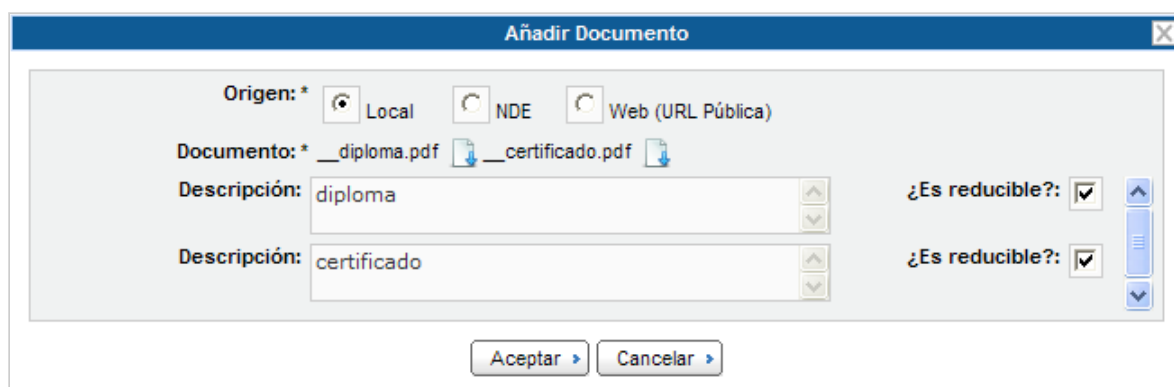 Añadir Documento
Origen: * Local NDE Web (URL Pública)
Documento: * __diploma.pdf __certificado.pdf
Descripción: diploma ¿Es reducible?:
Descripción: certificado ¿Es reducible?:
Aceptar Cancelar